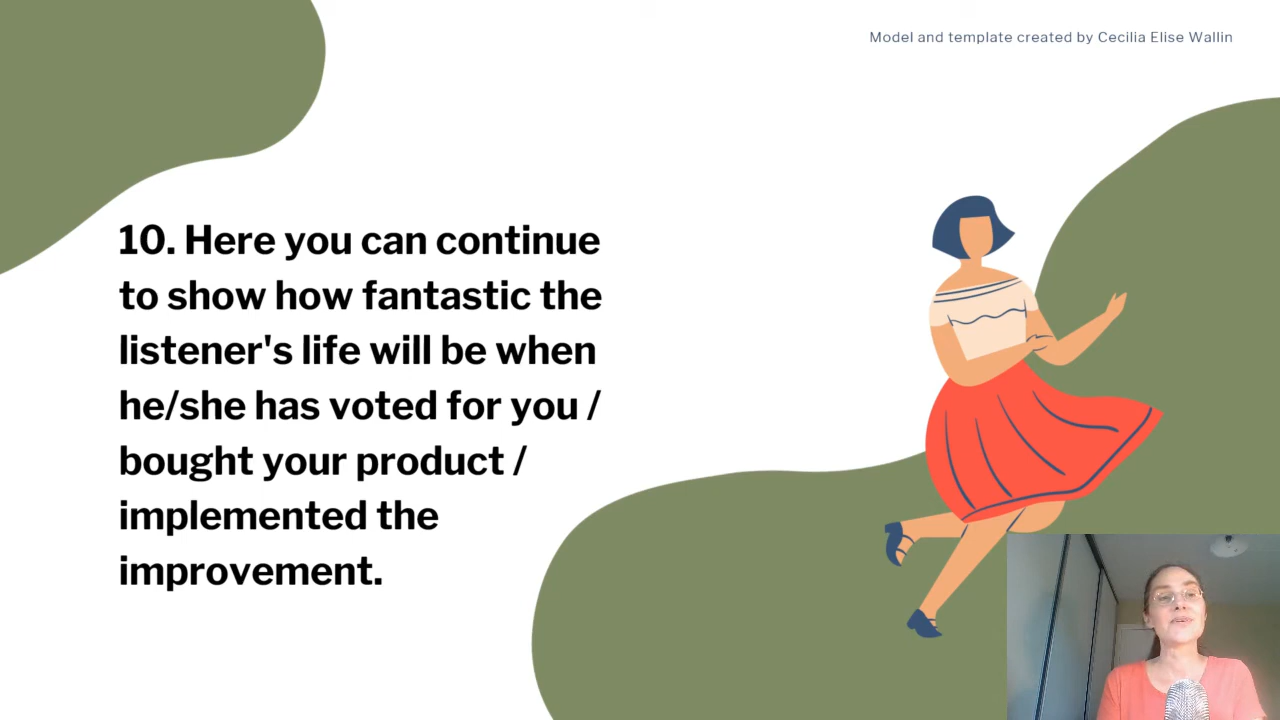 Model and template created by Cecilia Elise Wallin
10. Here you can continue
to show how fantastic the
listener's life will be when
he/she has voted for you /
bought your product /
implemented the
improvement.